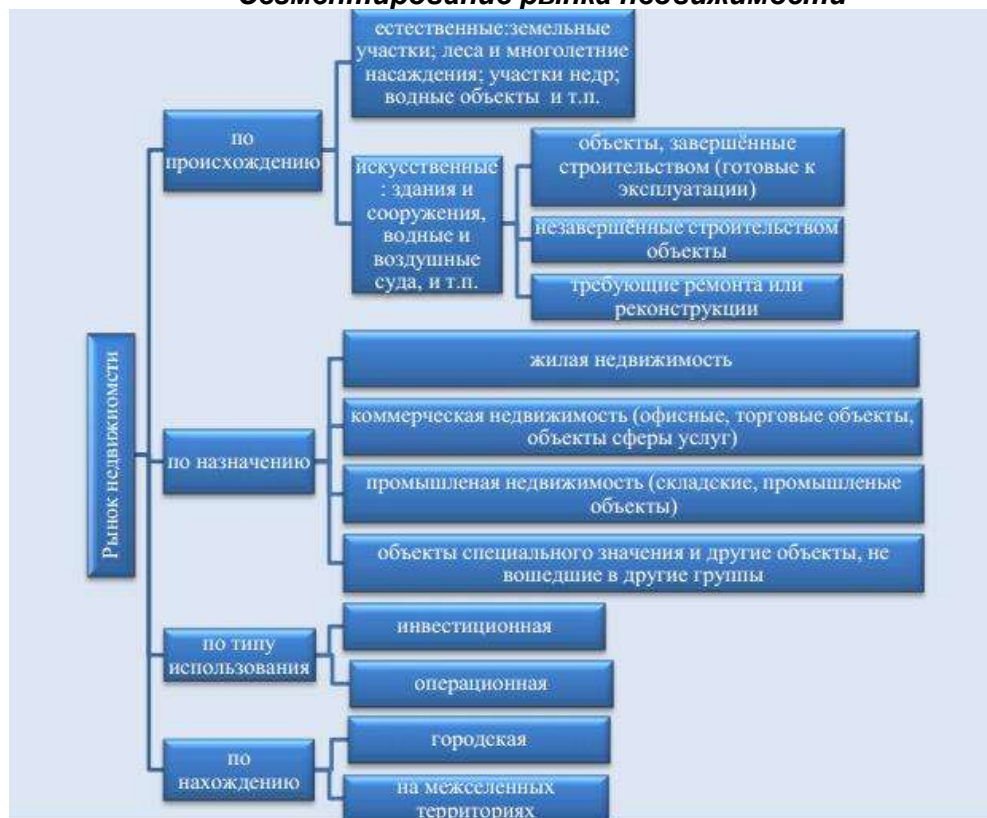 Сегментирование рынка недвижимости
естественные:земельные
участки; леса и многолетние
насаждения; участки недр;
водные объекты и т.п.
по
происхождению
искусственные
: здания и
сооружения,
водные и
воздушные
суда, и т.п.
объекты, завершённые
строительством (готовые к
эксплуатации)
незавершённые строительством
объекты
требующие ремонта или
реконструкции
Рынок недвижиомсти
по назначению
жилая недвижимость
коммерческая недвижимость (офисные, торговые объекты,
объекты сферы услуг)
промышленая недвижимость (складские, промышленые
объекты)
объекты специального значения и другие объекты, не
вошедшие в другие группы
по типу
использования
инвестиционная
операционная
по
нахождению
городская
на межселенных
территориях